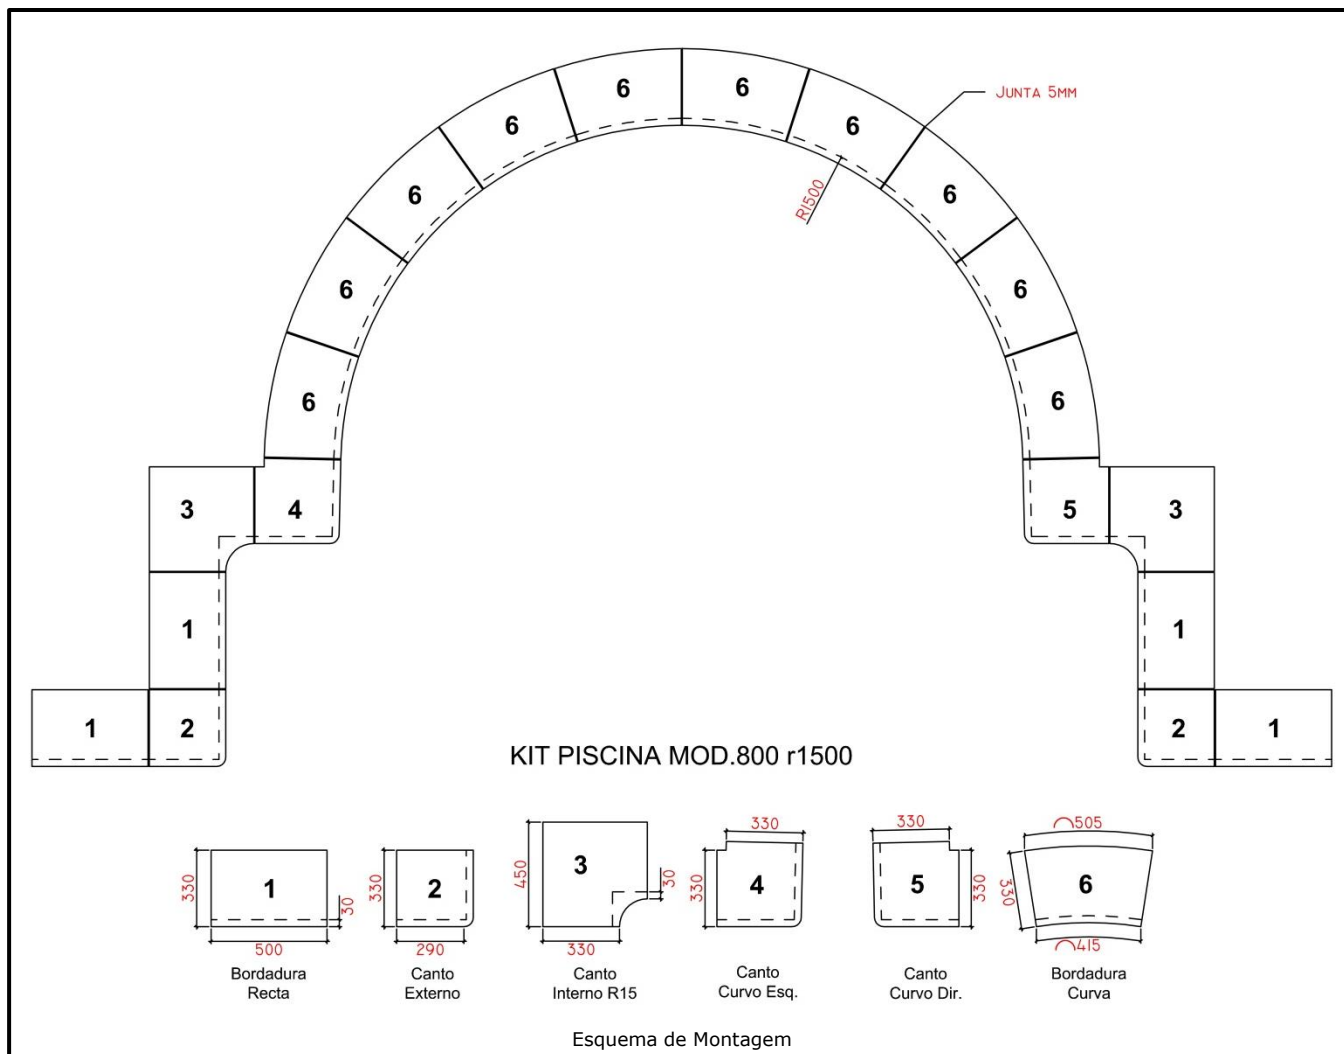 6
6
JUNTA 5MM
6
6
6
R1500
6
6
6
6
6
6
3
4
5
3
1
1
1
2
2
1
KIT PISCINA MOD.800 r1500
330
1
30
500
Bordadura
Recta
330
2
290
Canto
Externo
450
3
30
330
Canto
Interno R15
330
330
4
Canto
Curvo Esq.
330
5
330
Canto
Curvo Dir.
505
330
6
415
Bordadura
Curva
Esquema de Montagem